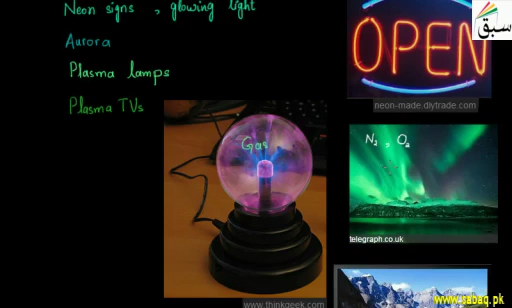 Neon signs , glowing light
Aurora
Plasma lamps
Plasma TVs
OPEN
سبق
neon-made.diytrade.com
Gas
N2 , O2
telegraph.co.uk
www.thinkgeek.com
www.sabaq.pk